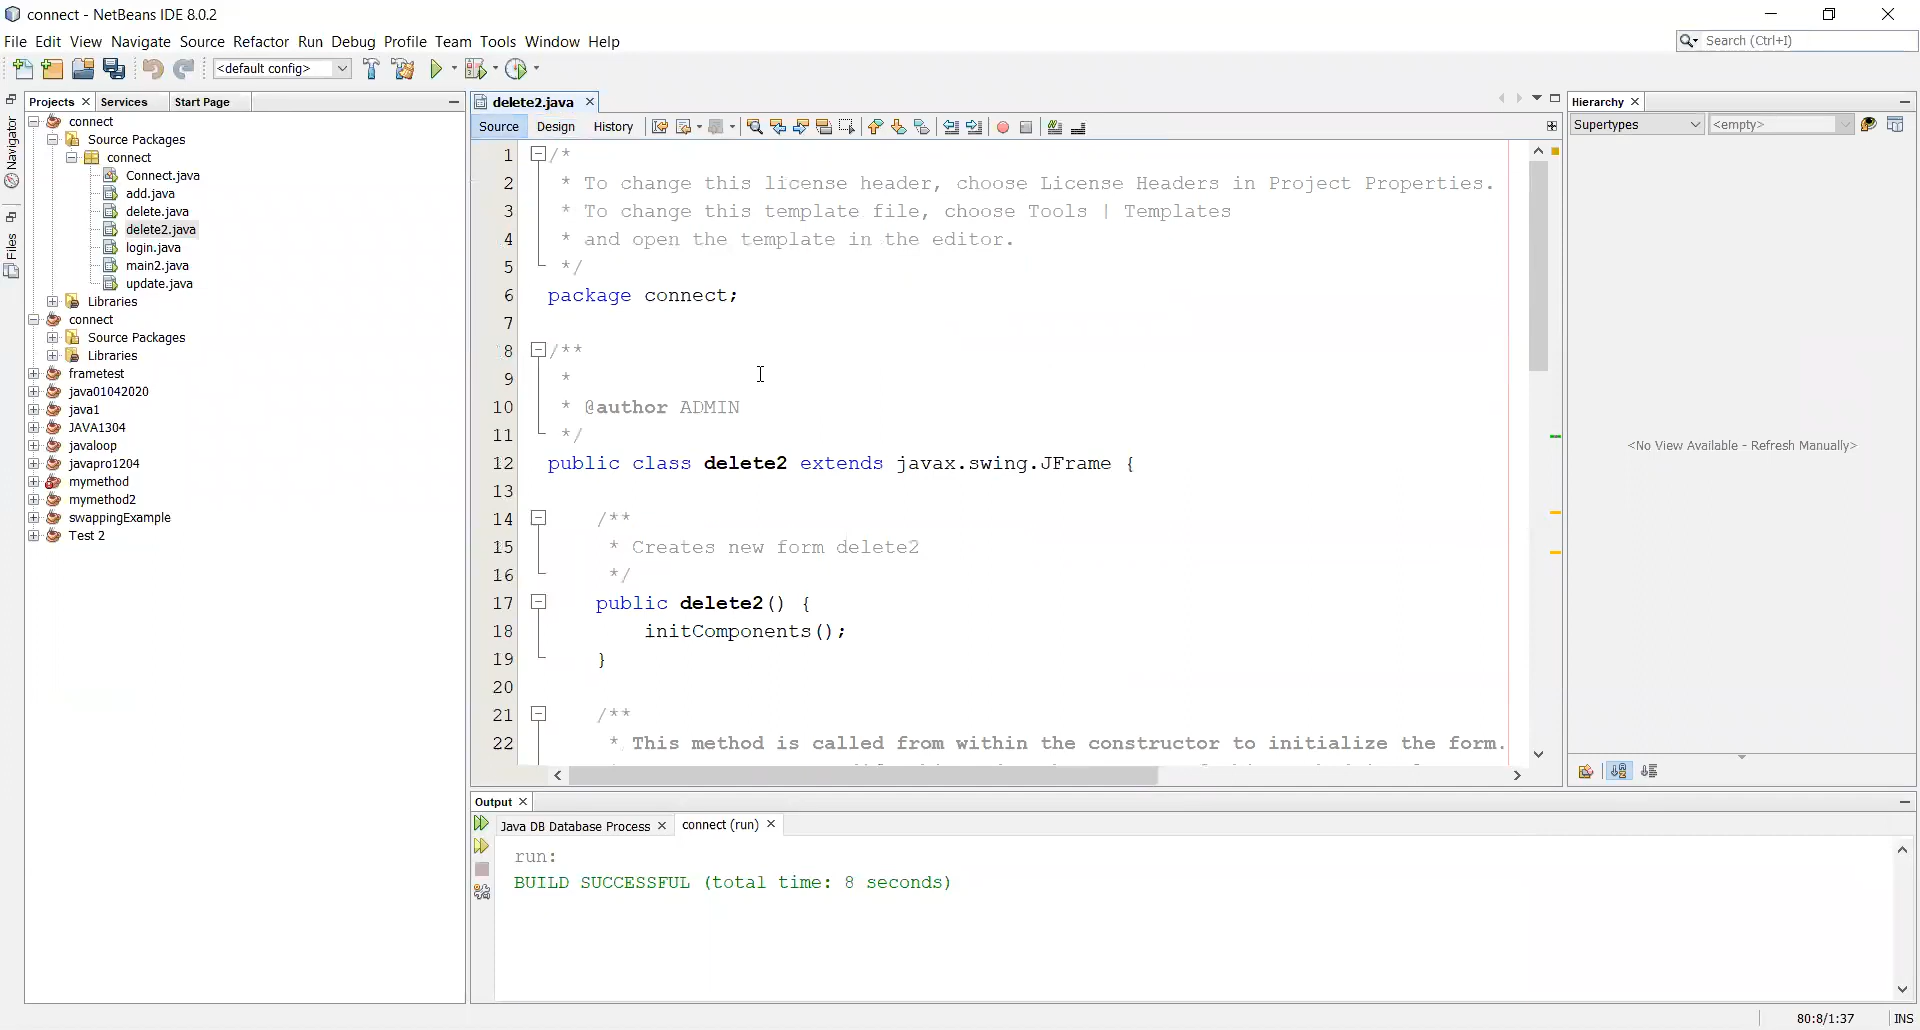 connect - NetBeans IDE 8.0.2
File Edit View Navigate Source Refactor Run Debug Profile Team Tools Window Help
Search (Ctrl+I)
<default config>
Projects Services Start Page
Navigator
Files
connect
Source Packages
connect
Connect.java
add.java
delete.java
delete2.java
login.java
main2.java
update.java
Libraries
connect
Source Packages
Libraries
frametest
java01042020
java1
JAVA1304
javaloop
javapro1204
mymethod
mymethod2
swappingExample
Test 2
delete2.java
Source Design History
1 /*
2 * To change this license header, choose License Headers in Project Properties.
3 * To change this template file, choose Tools | Templates
4 * and open the template in the editor.
5 */
6 package connect;
7
8 /**
9 *
10 * @author ADMIN
11 */
12 public class delete2 extends javax.swing.JFrame {
13
14 /**
15 * Creates new form delete2
16 */
17 public delete2() {
18 initComponents();
19 }
20
21 /**
22 * This method is called from within the constructor to initialize the form.
Hierarchy
Supertypes <empty>
<No View Available - Refresh Manually>
Output
Java DB Database Process connect (run)
run:
BUILD SUCCESSFUL (total time: 8 seconds)
80:8/1:37 INS